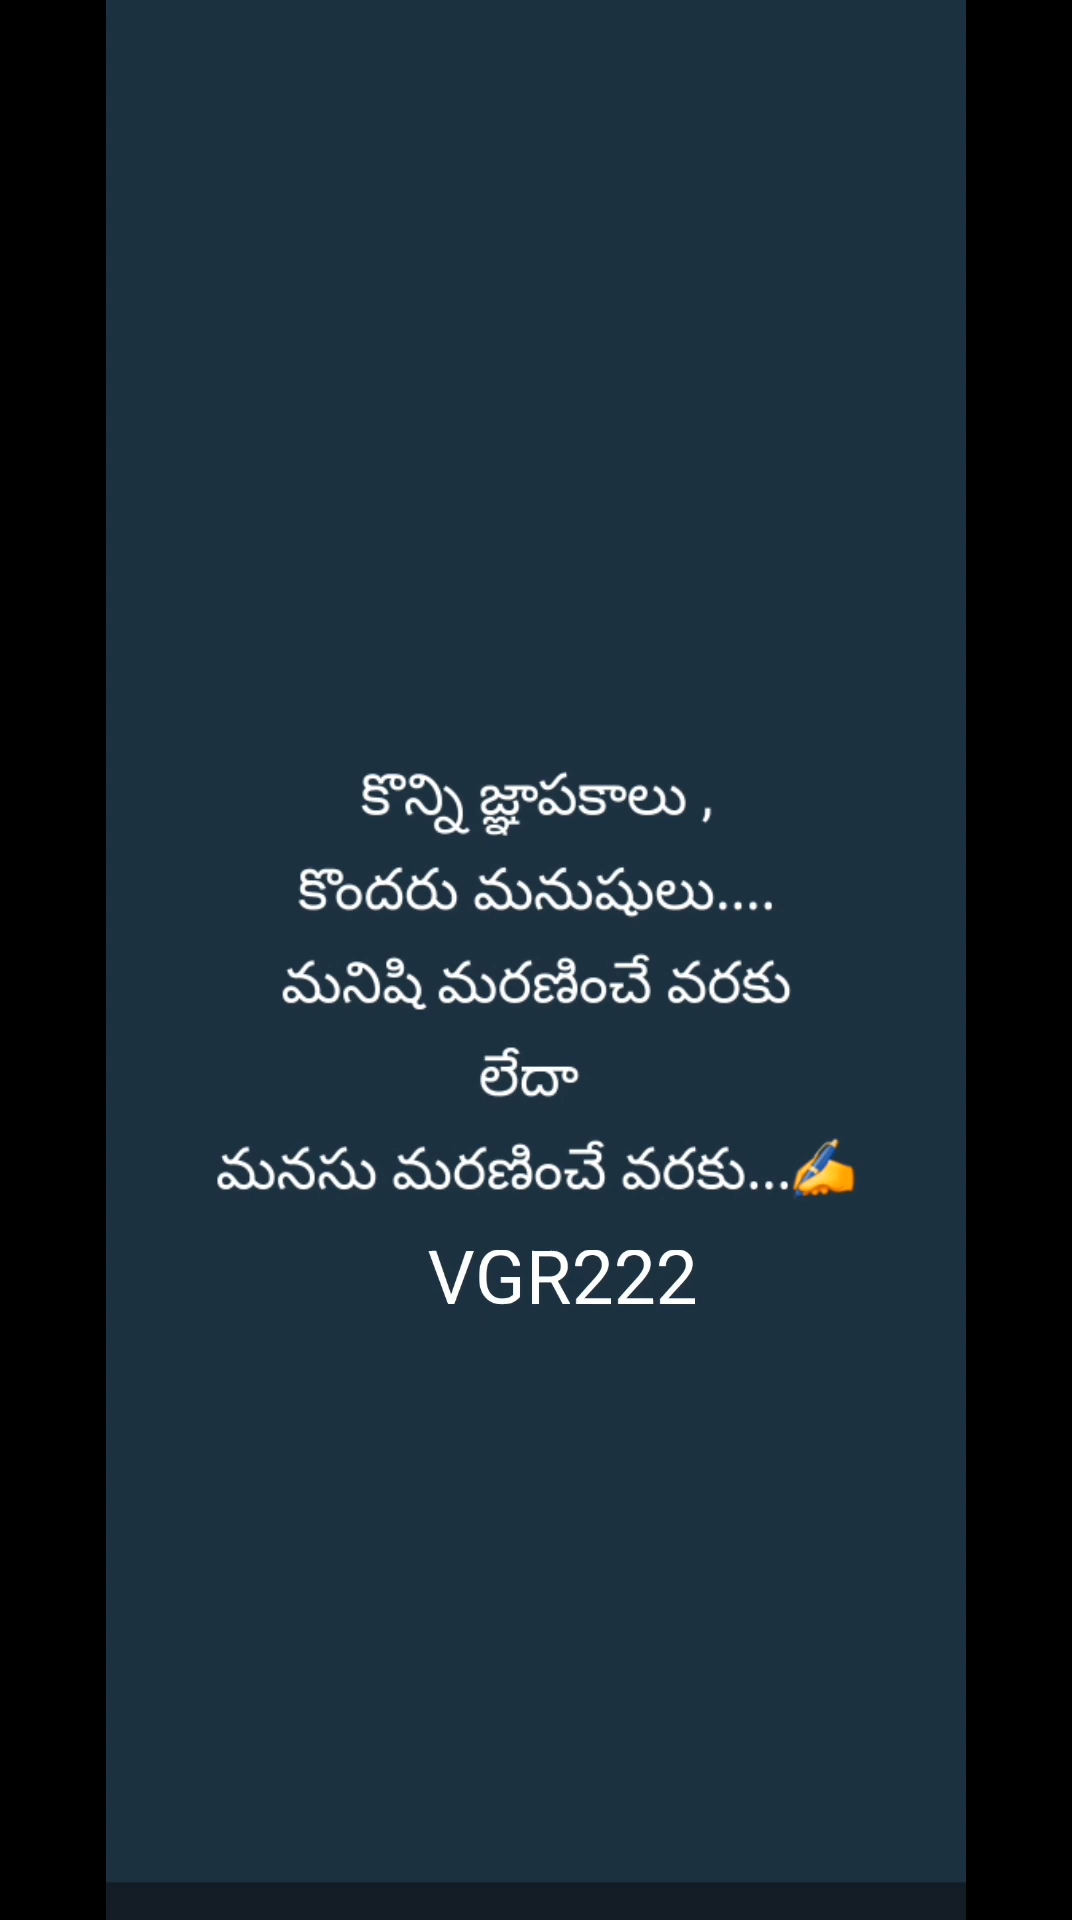 కొన్ని జ్ఞాపకాలు ,
కొందరు మనుషులు....
మనిషి మరణించే వరకు
లేదా
మనసు మరణించే వరకు...✍️
VGR222